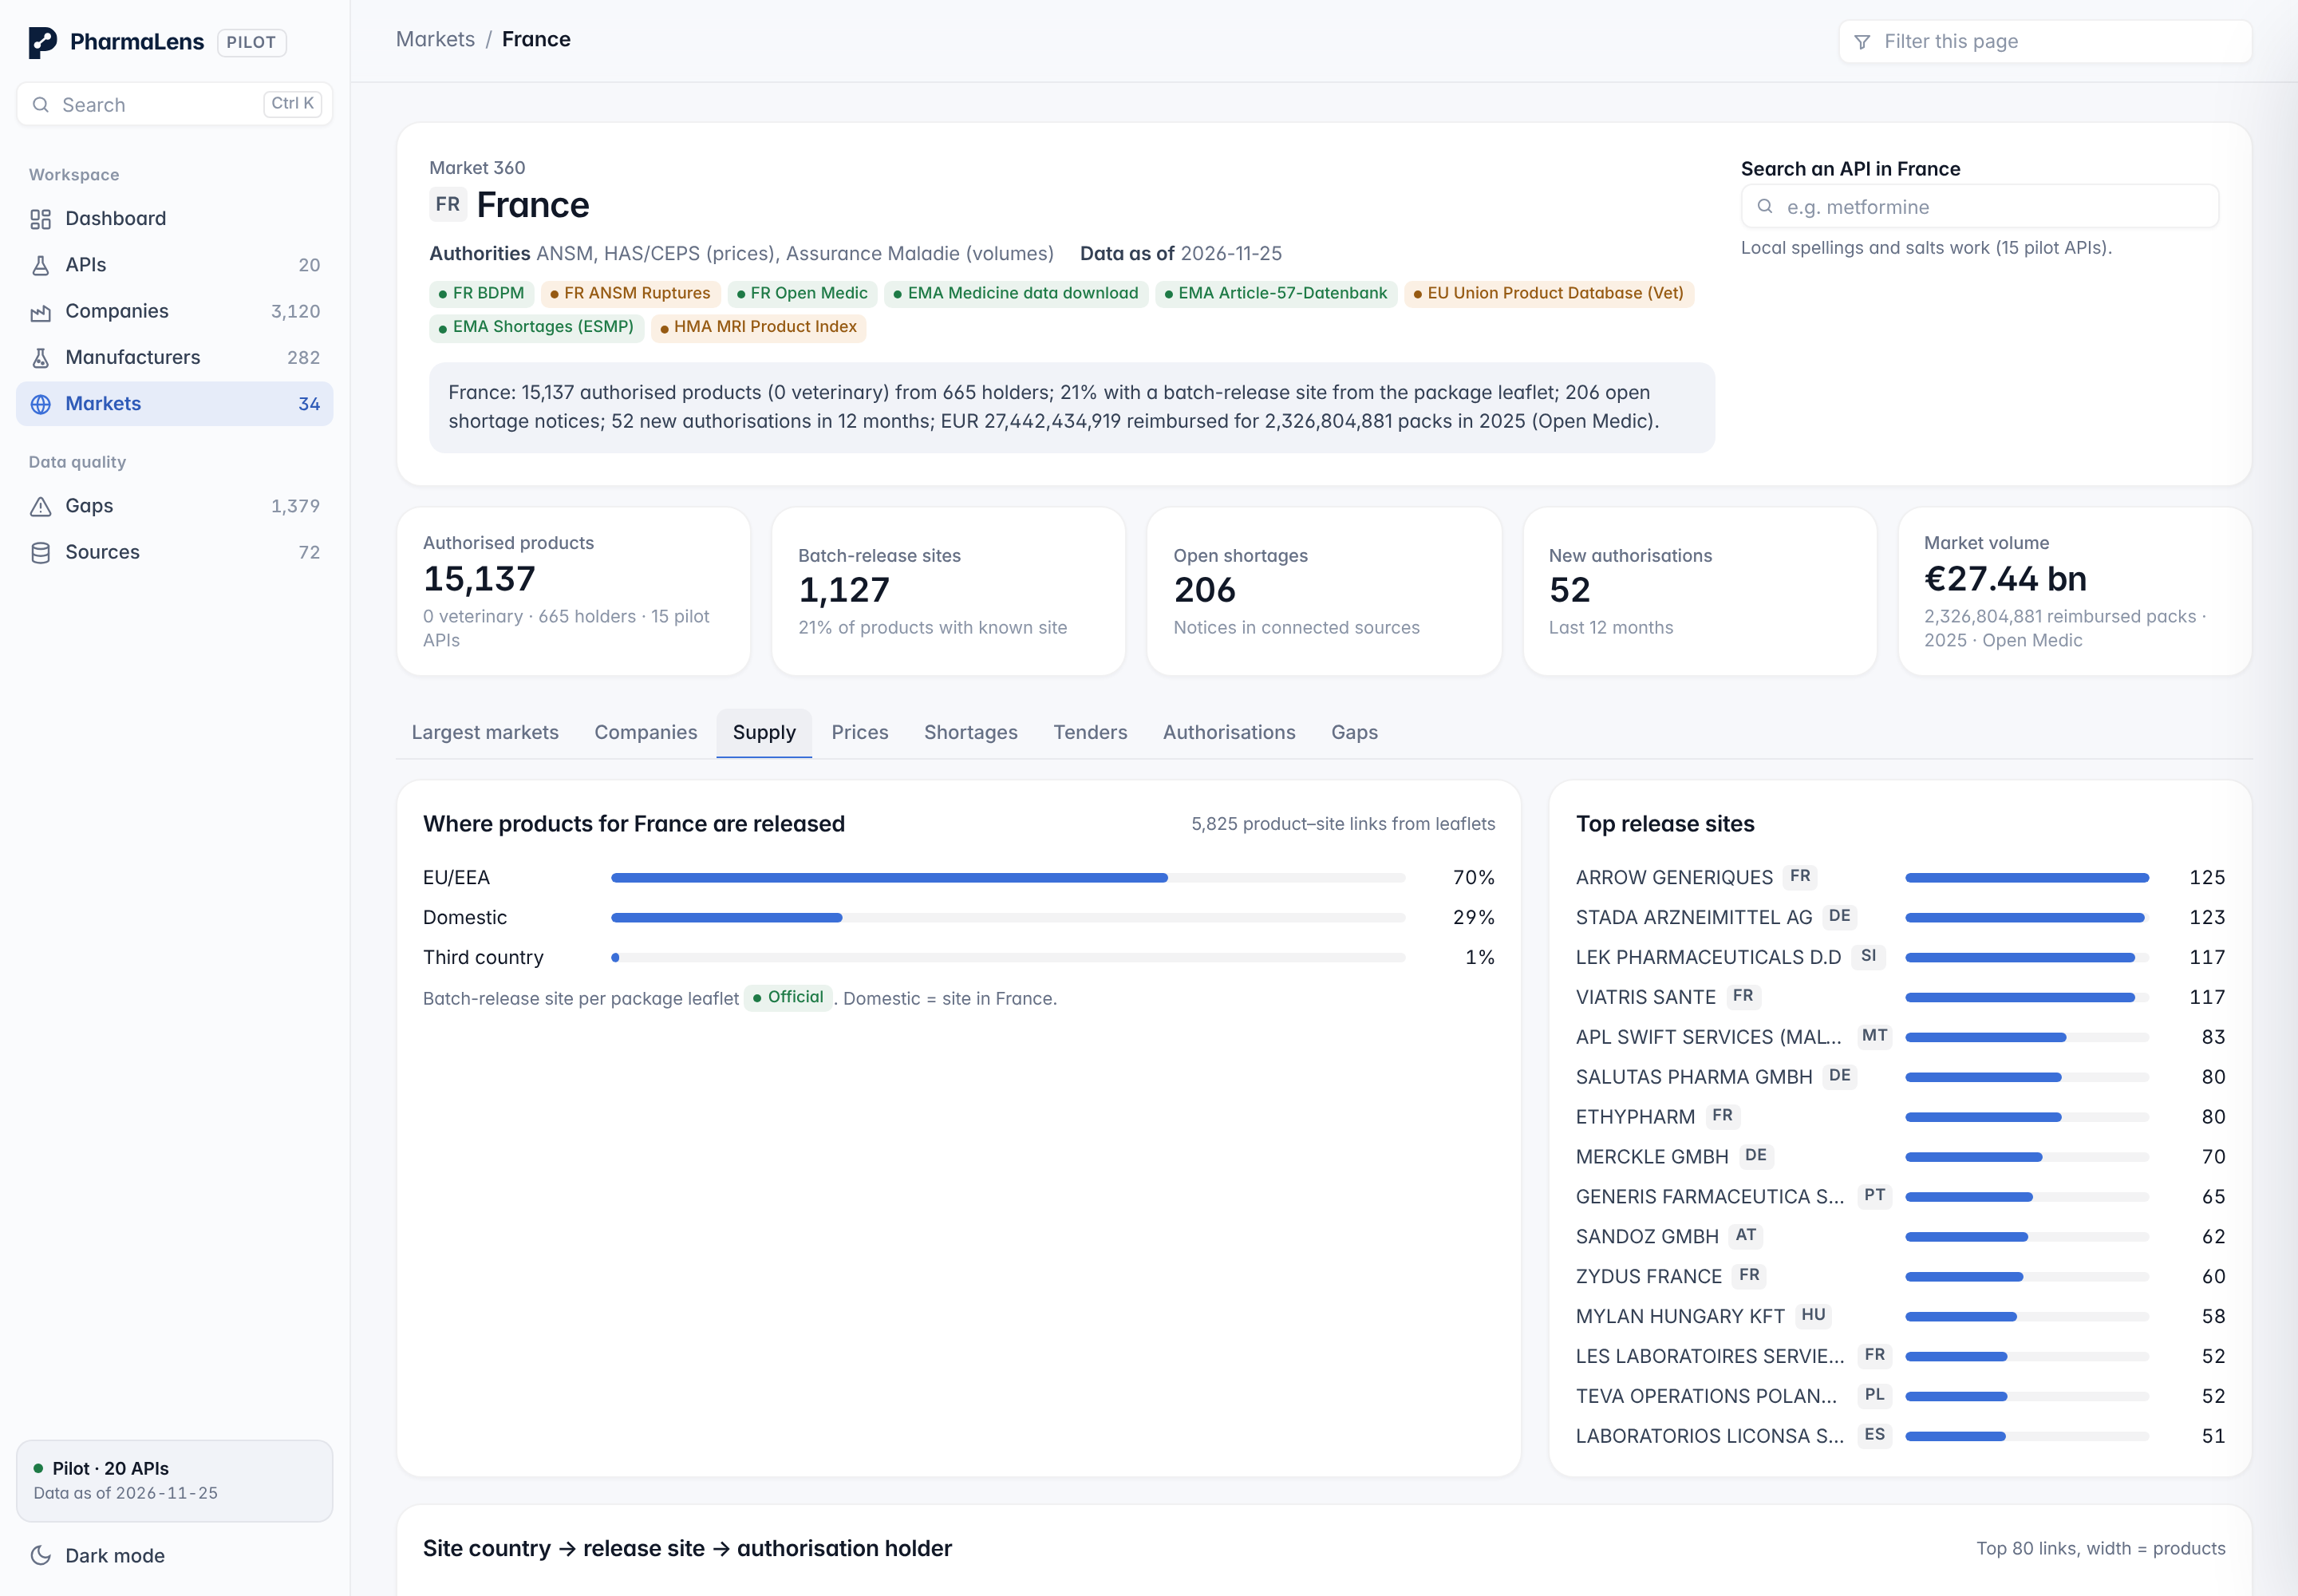 PharmaLens PILOT
Search Ctrl K
Workspace
Dashboard
APIs 20
Companies 3,120
Manufacturers 282
Markets 34
Data quality
Gaps 1,379
Sources 72
Pilot · 20 APIs
Data as of 2026-11-25
Dark mode
Markets / France
Filter this page
Market 360
FR France
Authorities ANSM, HAS/CEPS (prices), Assurance Maladie (volumes) Data as of 2026-11-25
FR BDPM FR ANSM Ruptures FR Open Medic EMA Medicine data download EMA Article-57-Datenbank EU Union Product Database (Vet)
EMA Shortages (ESMP) HMA MRI Product Index
France: 15,137 authorised products (0 veterinary) from 665 holders; 21% with a batch-release site from the package leaflet; 206 open
shortage notices; 52 new authorisations in 12 months; EUR 27,442,434,919 reimbursed for 2,326,804,881 packs in 2025 (Open Medic).
Search an API in France
e.g. metformine
Local spellings and salts work (15 pilot APIs).
Authorised products
15,137
0 veterinary · 665 holders · 15 pilot
APIs
Batch-release sites
1,127
21% of products with known site
Open shortages
206
Notices in connected sources
New authorisations
52
Last 12 months
Market volume
€27.44 bn
2,326,804,881 reimbursed packs ·
2025 · Open Medic
Largest markets Companies Supply Prices Shortages Tenders Authorisations Gaps
Where products for France are released 5,825 product–site links from leaflets
EU/EEA 70%
Domestic 29%
Third country 1%
Batch-release site per package leaflet Official . Domestic = site in France.
Top release sites
ARROW GENERIQUES FR 125
STADA ARZNEIMITTEL AG DE 123
LEK PHARMACEUTICALS D.D SI 117
VIATRIS SANTE FR 117
APL SWIFT SERVICES (MAL... MT 83
SALUTAS PHARMA GMBH DE 80
ETHYPHARM FR 80
MERCKLE GMBH DE 70
GENERIS FARMACEUTICA S... PT 65
SANDOZ GMBH AT 62
ZYDUS FRANCE FR 60
MYLAN HUNGARY KFT HU 58
LES LABORATOIRES SERVIE... FR 52
TEVA OPERATIONS POLAN... PL 52
LABORATORIOS LICONSA S... ES 51
Site country → release site → authorisation holder Top 80 links, width = products